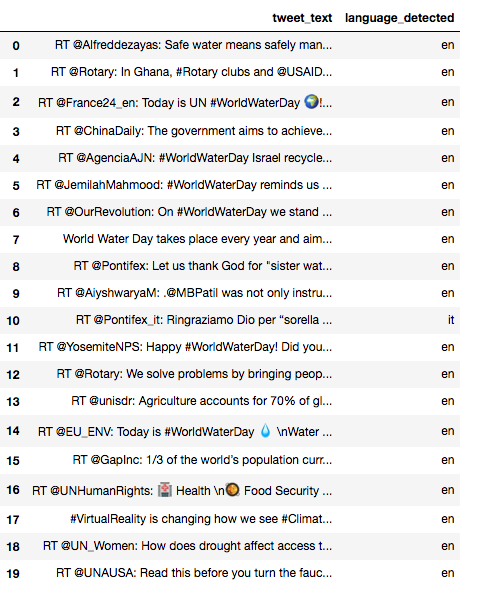 tweet_text language_detected
0 RT @Alfreddezayas: Safe water means safely man... en
1 RT @Rotary: In Ghana, #Rotary clubs and @USAID... en
2 RT @France24_en: Today is UN #WorldWaterDay 🌍!... en
3 RT @ChinaDaily: The government aims to achieve... en
4 RT @AgenciaAJN: #WorldWaterDay Israel recycle... en
5 RT @JemilahMahmood: #WorldWaterDay reminds us ... en
6 RT @OurRevolution: On #WorldWaterDay we stand ... en
7 World Water Day takes place every year and aim... en
8 RT @Pontifex: Let us thank God for "sister wat... en
9 RT @AiyshwaryaM: .@MBPatil was not only instru... en
10 RT @Pontifex_it: Ringraziamo Dio per “sorella ... it
11 RT @YosemiteNPS: Happy #WorldWaterDay! Did you... en
12 RT @Rotary: We solve problems by bringing peop... en
13 RT @unisdr: Agriculture accounts for 70% of gl... en
14 RT @EU_ENV: Today is #WorldWaterDay 💧 \nWater ... en
15 RT @GapInc: 1/3 of the world’s population curr... en
16 RT @UNHumanRights: 🏥 Health \n🥘 Food Security ... en
17 #VirtualReality is changing how we see #Climat... en
18 RT @UN_Women: How does drought affect access t... en
19 RT @UNAUSA: Read this before you turn the fauc... en